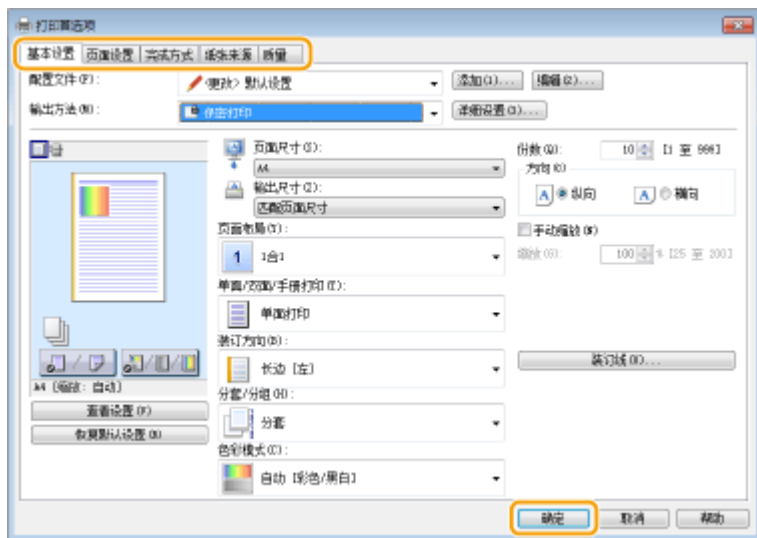 打印首选项
基本设置 页面设置 完成方式 纸张来源 质量
配置文件(F): <更改> 默认设置 添加(1)... 编辑(2)...
输出方法(M): 保密打印 详细设置(3)...
页面尺寸(S): A4
输出尺寸(Z): 匹配页面尺寸
页面布局(Y):
1 1合1
单面/双面/手册打印(T):
单面打印
装订方向(B):
长边 [左]
分套/分组(H):
分套
色彩模式(C):
自动 [彩色/黑白]
份数(Q): 10 [1 至 999]
方向(O)
A 纵向 A 横向
手动缩放(W)
缩放(G): 100 % [25 至 200]
装订线(X)...
A4 [缩放: 自动]
查看设置(V)
恢复默认设置(U)
确定 取消 帮助